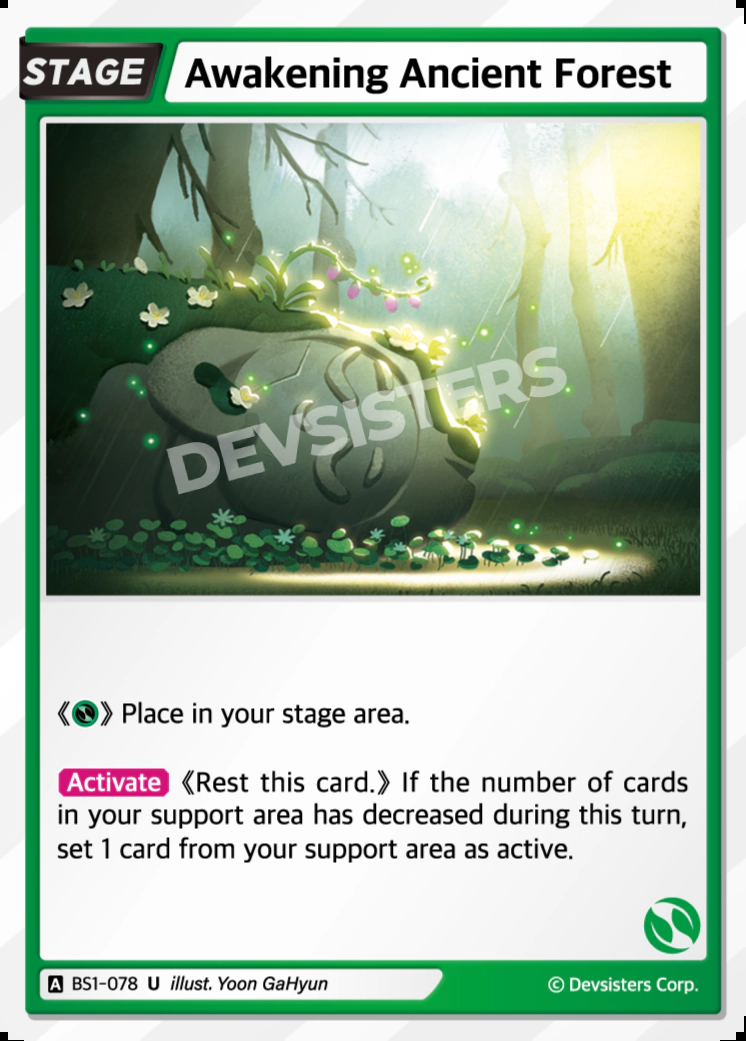 STAGE
Awakening Ancient Forest
DEVSISTERS
《》 Place in your stage area.
Activate 《Rest this card.》 If the number of cards
in your support area has decreased during this turn,
set 1 card from your support area as active.
A BS1-078 U illust. Yoon GaHyun
© Devsisters Corp.